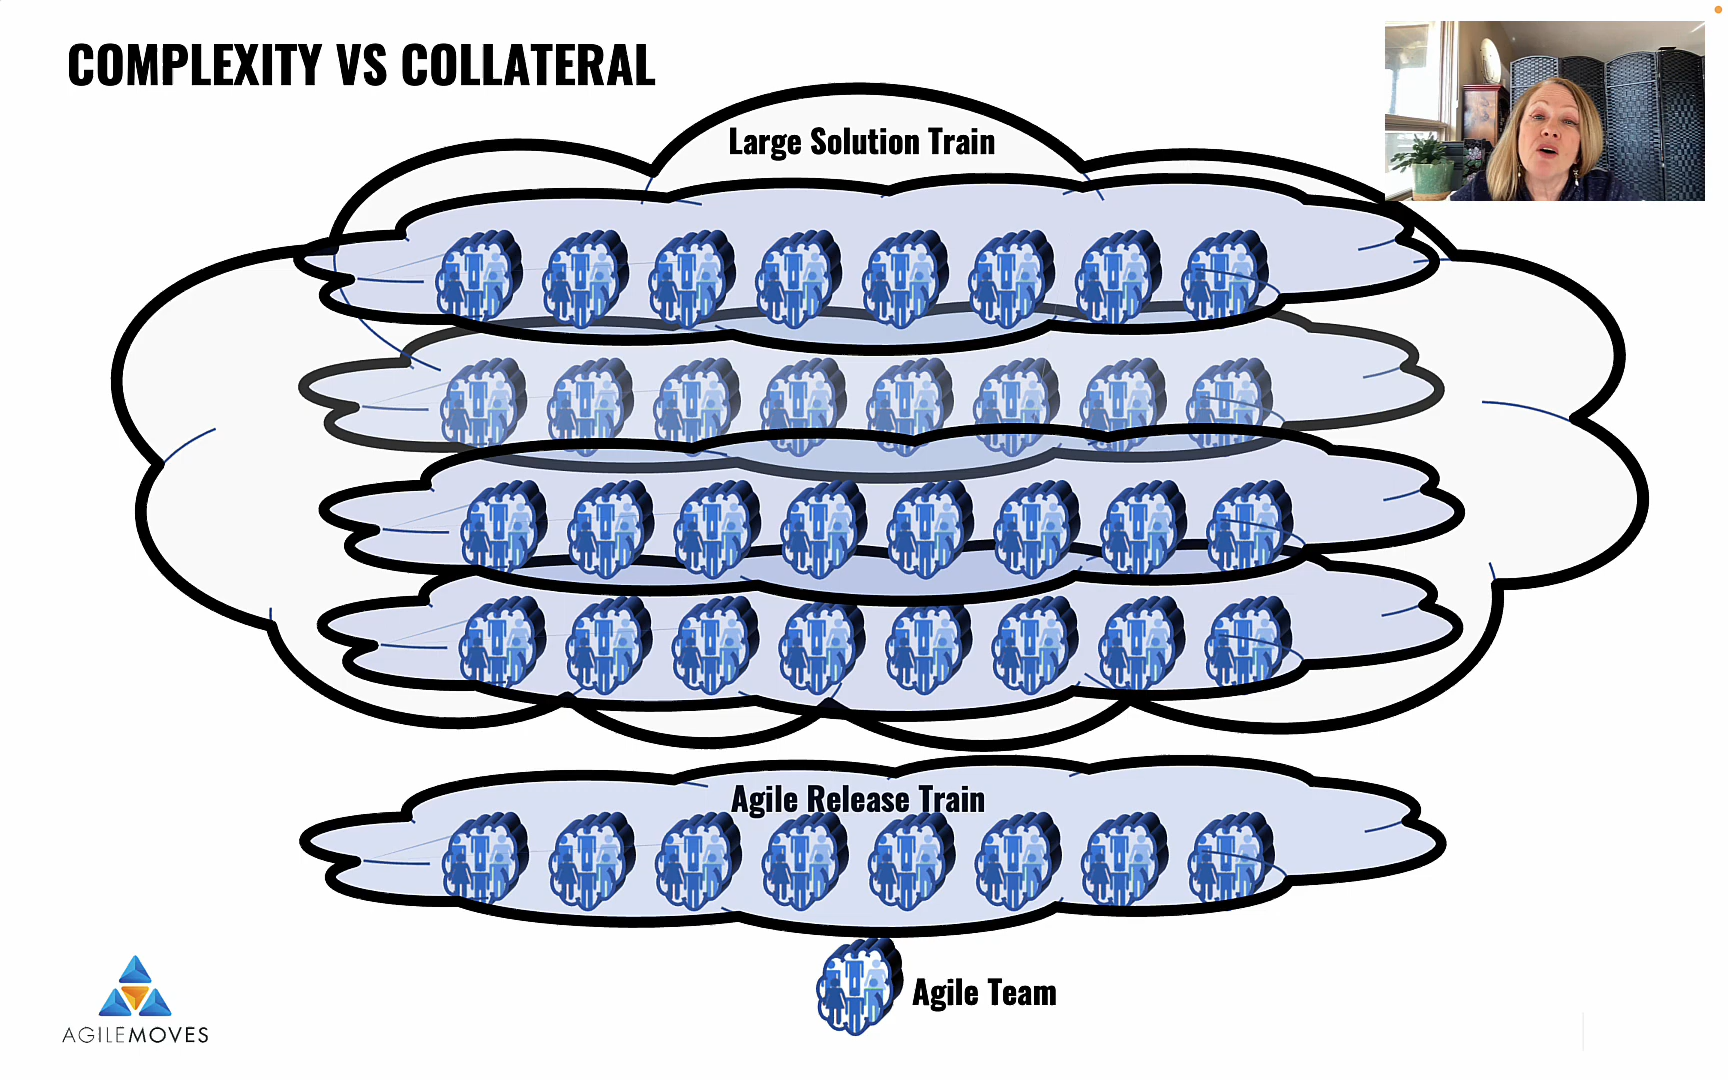 COMPLEXITY VS COLLATERAL
Large Solution Train
Agile Release Train
Agile Team
AGILEMOVES